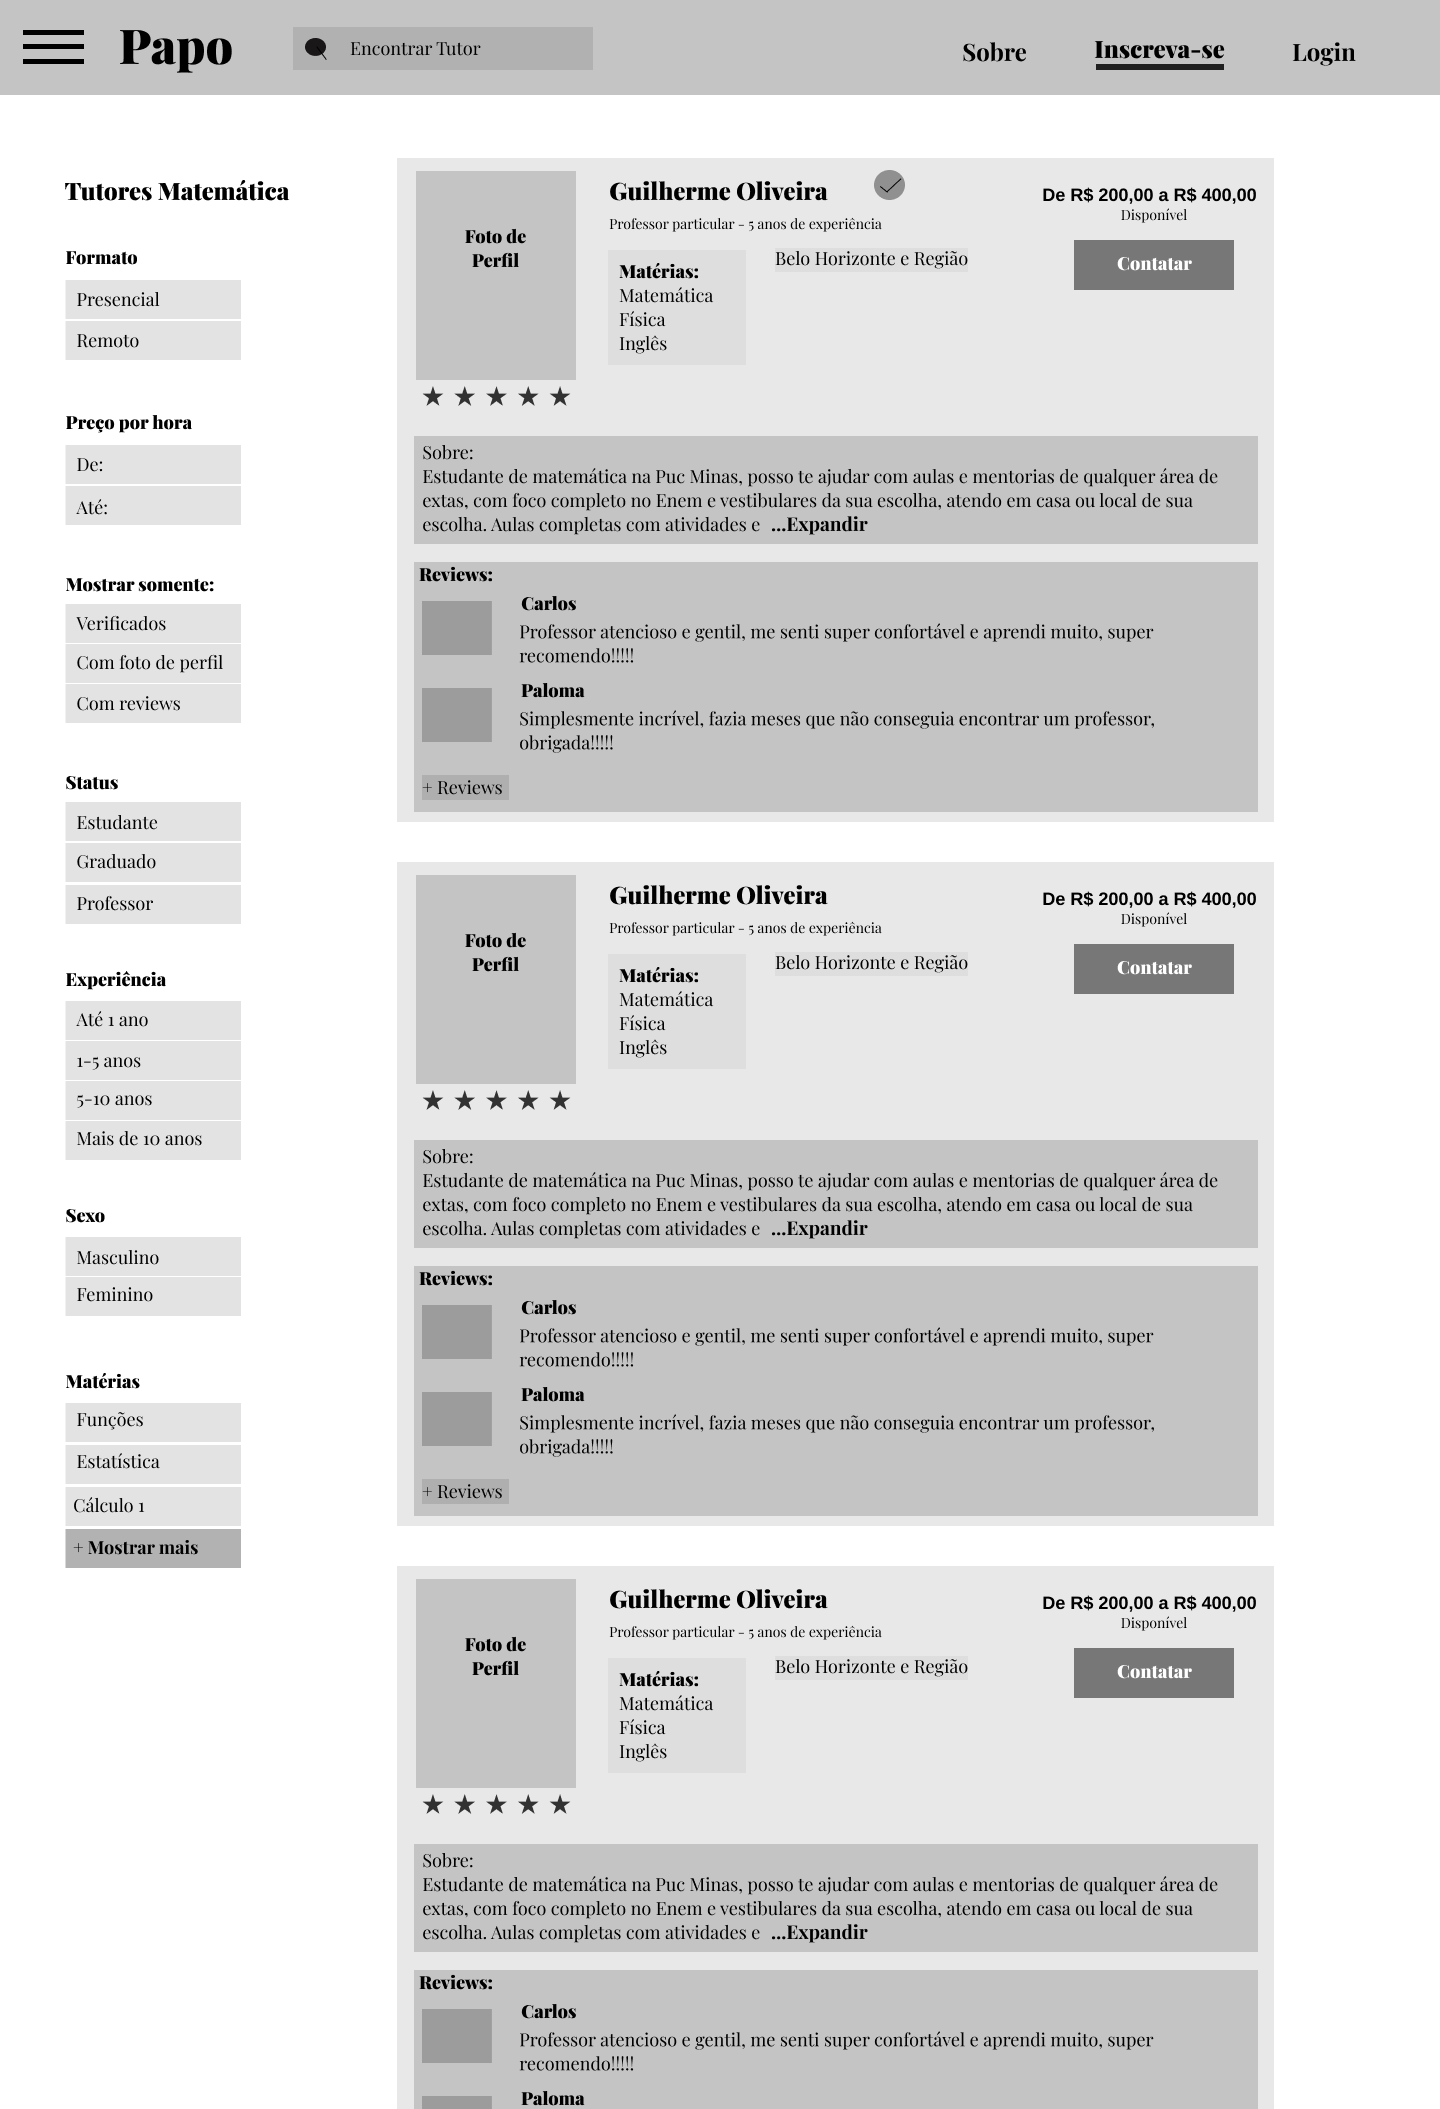 Papo
Encontrar Tutor
Sobre
Inscreva-se
Login
Tutores Matemática
Formato
Presencial
Remoto
Preço por hora
De:
Até:
Mostrar somente:
Verificados
Com foto de perfil
Com reviews
Status
Estudante
Graduado
Professor
Experiência
Até 1 ano
1-5 anos
5-10 anos
Mais de 10 anos
Sexo
Masculino
Feminino
Matérias
Funções
Estatística
Cálculo 1
+ Mostrar mais
Foto de
Perfil
★ ★ ★ ★ ★
Guilherme Oliveira
Professor particular - 5 anos de experiência
Matérias:
Matemática
Física
Inglês
Belo Horizonte e Região
De R$ 200,00 a R$ 400,00
Disponível
Contatar
Sobre:
Estudante de matemática na Puc Minas, posso te ajudar com aulas e mentorias de qualquer área de
extas, com foco completo no Enem e vestibulares da sua escolha, atendo em casa ou local de sua
escolha. Aulas completas com atividades e ...Expandir
Reviews:
Carlos
Professor atencioso e gentil, me senti super confortável e aprendi muito, super
recomendo!!!!!
Paloma
Simplesmente incrível, fazia meses que não conseguia encontrar um professor,
obrigada!!!!!
+ Reviews
Foto de
Perfil
★ ★ ★ ★ ★
Guilherme Oliveira
Professor particular - 5 anos de experiência
Matérias:
Matemática
Física
Inglês
Belo Horizonte e Região
De R$ 200,00 a R$ 400,00
Disponível
Contatar
Sobre:
Estudante de matemática na Puc Minas, posso te ajudar com aulas e mentorias de qualquer área de
extas, com foco completo no Enem e vestibulares da sua escolha, atendo em casa ou local de sua
escolha. Aulas completas com atividades e ...Expandir
Reviews:
Carlos
Professor atencioso e gentil, me senti super confortável e aprendi muito, super
recomendo!!!!!
Paloma
Simplesmente incrível, fazia meses que não conseguia encontrar um professor,
obrigada!!!!!
+ Reviews
Foto de
Perfil
★ ★ ★ ★ ★
Guilherme Oliveira
Professor particular - 5 anos de experiência
Matérias:
Matemática
Física
Inglês
Belo Horizonte e Região
De R$ 200,00 a R$ 400,00
Disponível
Contatar
Sobre:
Estudante de matemática na Puc Minas, posso te ajudar com aulas e mentorias de qualquer área de
extas, com foco completo no Enem e vestibulares da sua escolha, atendo em casa ou local de sua
escolha. Aulas completas com atividades e ...Expandir
Reviews:
Carlos
Professor atencioso e gentil, me senti super confortável e aprendi muito, super
recomendo!!!!!
Paloma